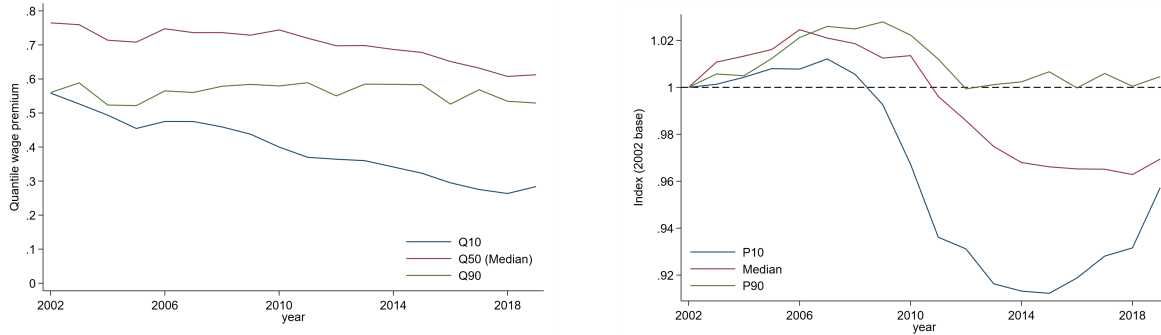 Quantile wage premium
.8
.7
.6
.5
.4
.3
.2
.1
0
2002
2006
2010
2014
2018
year
Q10
Q50 (Median)
Q90
Index (2002 base)
1.02
1
.98
.96
.94
.92
2002
2006
2010
2014
2018
year
P10
Median
P90